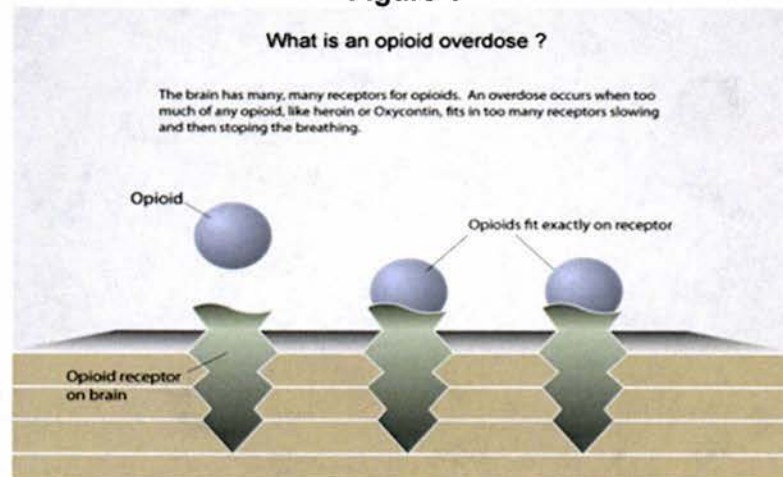 What is an opioid overdose ?
The brain has many, many receptors for opioids. An overdose occurs when too
much of any opioid, like heroin or Oxycontin, fits in too many receptors slowing
and then stoping the breathing.
Opioid
Opioids fit exactly on receptor
Opioid receptor
on brain